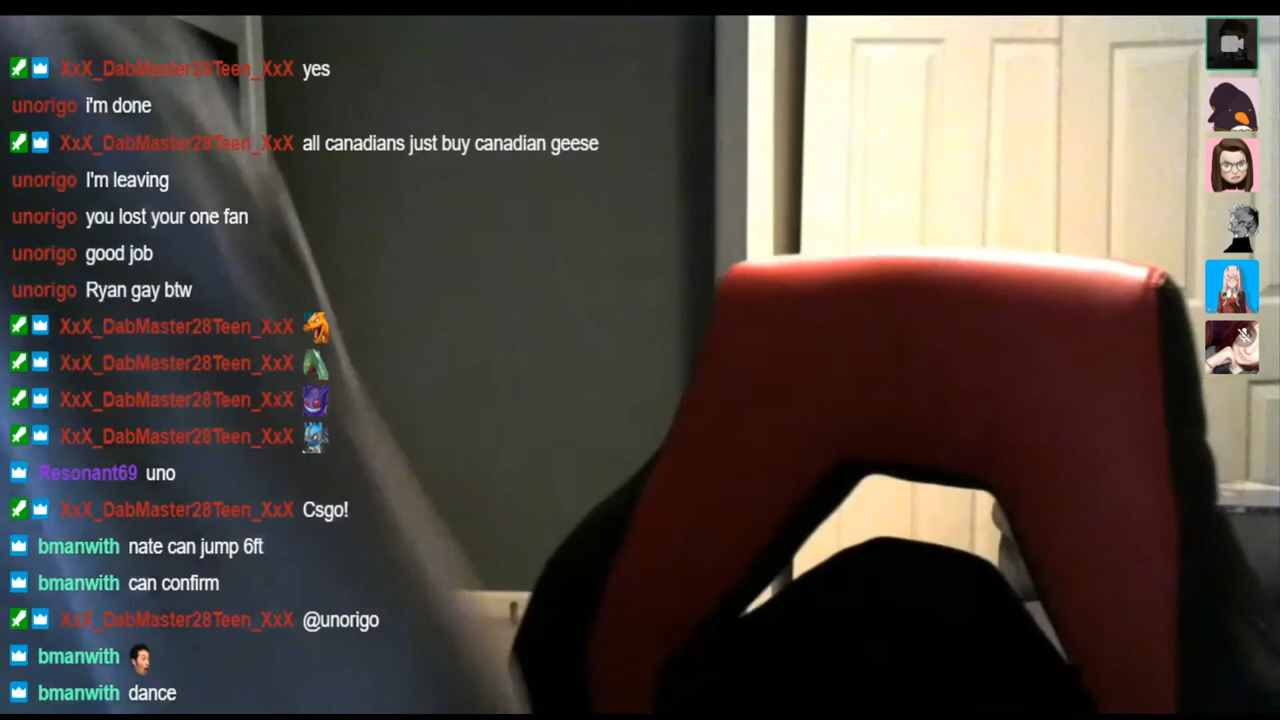 XxX_DabMaster28Teen_XxX yes
unorigo i'm done
XxX_DabMaster28Teen_XxX all canadians just buy canadian geese
unorigo I'm leaving
unorigo you lost your one fan
unorigo good job
unorigo Ryan gay btw
XxX_DabMaster28Teen_XxX
XxX_DabMaster28Teen_XxX
XxX_DabMaster28Teen_XxX
XxX_DabMaster28Teen_XxX
Resonant69 uno
XxX_DabMaster28Teen_XxX Csgo!
bmanwith nate can jump 6ft
bmanwith can confirm
XxX_DabMaster28Teen_XxX @unorigo
bmanwith
bmanwith dance